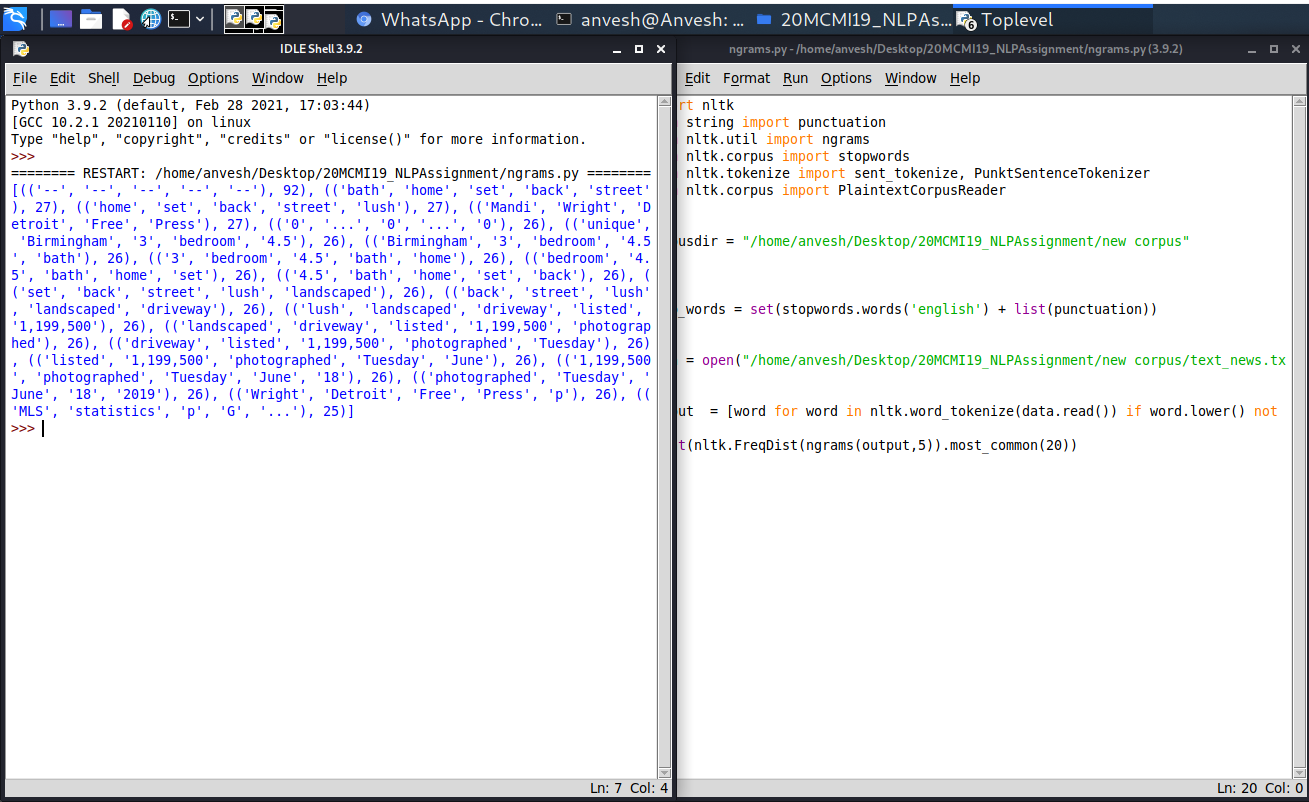 WhatsApp - Chro... anvesh@Anvesh: ... 20MCMI19_NLPAs... 6 Toplevel
IDLE Shell 3.9.2
File Edit Shell Debug Options Window Help
Python 3.9.2 (default, Feb 28 2021, 17:03:44)
[GCC 10.2.1 20210110] on linux
Type "help", "copyright", "credits" or "license()" for more information.
>>>
======== RESTART: /home/anvesh/Desktop/20MCMI19_NLPAssignment/ngrams.py ========
[(('--', '--', '--', '--', '--'), 92), (('bath', 'home', 'set', 'back', 'street'
), 27), (('home', 'set', 'back', 'street', 'lush'), 27), (('Mandi', 'Wright', 'D
etroit', 'Free', 'Press'), 27), (('0', '...', '0', '...', '0'), 26), (('unique',
 'Birmingham', '3', 'bedroom', '4.5'), 26), (('Birmingham', '3', 'bedroom', '4.5
', 'bath'), 26), (('3', 'bedroom', '4.5', 'bath', 'home'), 26), (('bedroom', '4.
5', 'bath', 'home', 'set'), 26), (('4.5', 'bath', 'home', 'set', 'back'), 26), (
('set', 'back', 'street', 'lush', 'landscaped'), 26), (('back', 'street', 'lush'
, 'landscaped', 'driveway'), 26), (('lush', 'landscaped', 'driveway', 'listed',
'1,199,500'), 26), (('landscaped', 'driveway', 'listed', '1,199,500', 'photograp
hed'), 26), (('driveway', 'listed', '1,199,500', 'photographed', 'Tuesday'), 26)
, (('listed', '1,199,500', 'photographed', 'Tuesday', 'June'), 26), (('1,199,500
', 'photographed', 'Tuesday', 'June', '18'), 26), (('photographed', 'Tuesday', '
June', '18', '2019'), 26), (('Wright', 'Detroit', 'Free', 'Press', 'p'), 26), ((
'MLS', 'statistics', 'p', 'G', '...'), 25)]
>>>
Ln: 7 Col: 4
ngrams.py - /home/anvesh/Desktop/20MCMI19_NLPAssignment/ngrams.py (3.9.2)
Edit Format Run Options Window Help
rt nltk
string import punctuation
nltk.util import ngrams
nltk.corpus import stopwords
nltk.tokenize import sent_tokenize, PunktSentenceTokenizer
nltk.corpus import PlaintextCorpusReader
usdir = "/home/anvesh/Desktop/20MCMI19_NLPAssignment/new corpus"
_words = set(stopwords.words('english') + list(punctuation))
= open("/home/anvesh/Desktop/20MCMI19_NLPAssignment/new corpus/text_news.tx
ut = [word for word in nltk.word_tokenize(data.read()) if word.lower() not
t(nltk.FreqDist(ngrams(output,5)).most_common(20))
Ln: 20 Col: 0